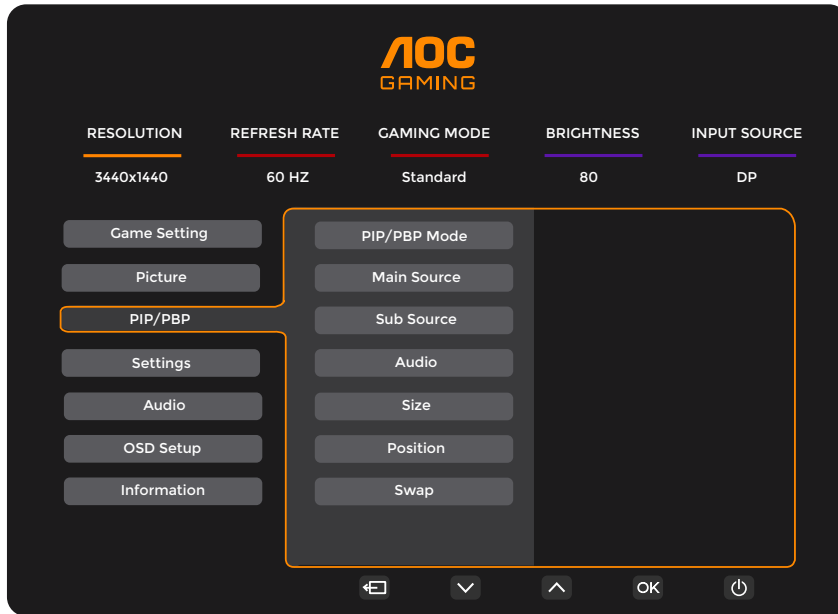 AOC
GAMING
RESOLUTION REFRESH RATE GAMING MODE BRIGHTNESS INPUT SOURCE
3440x1440 60 HZ Standard 80 DP
Game Setting PIP/PBP Mode
Picture Main Source
PIP/PBP Sub Source
Settings Audio
Audio Size
OSD Setup Position
Information Swap
OK